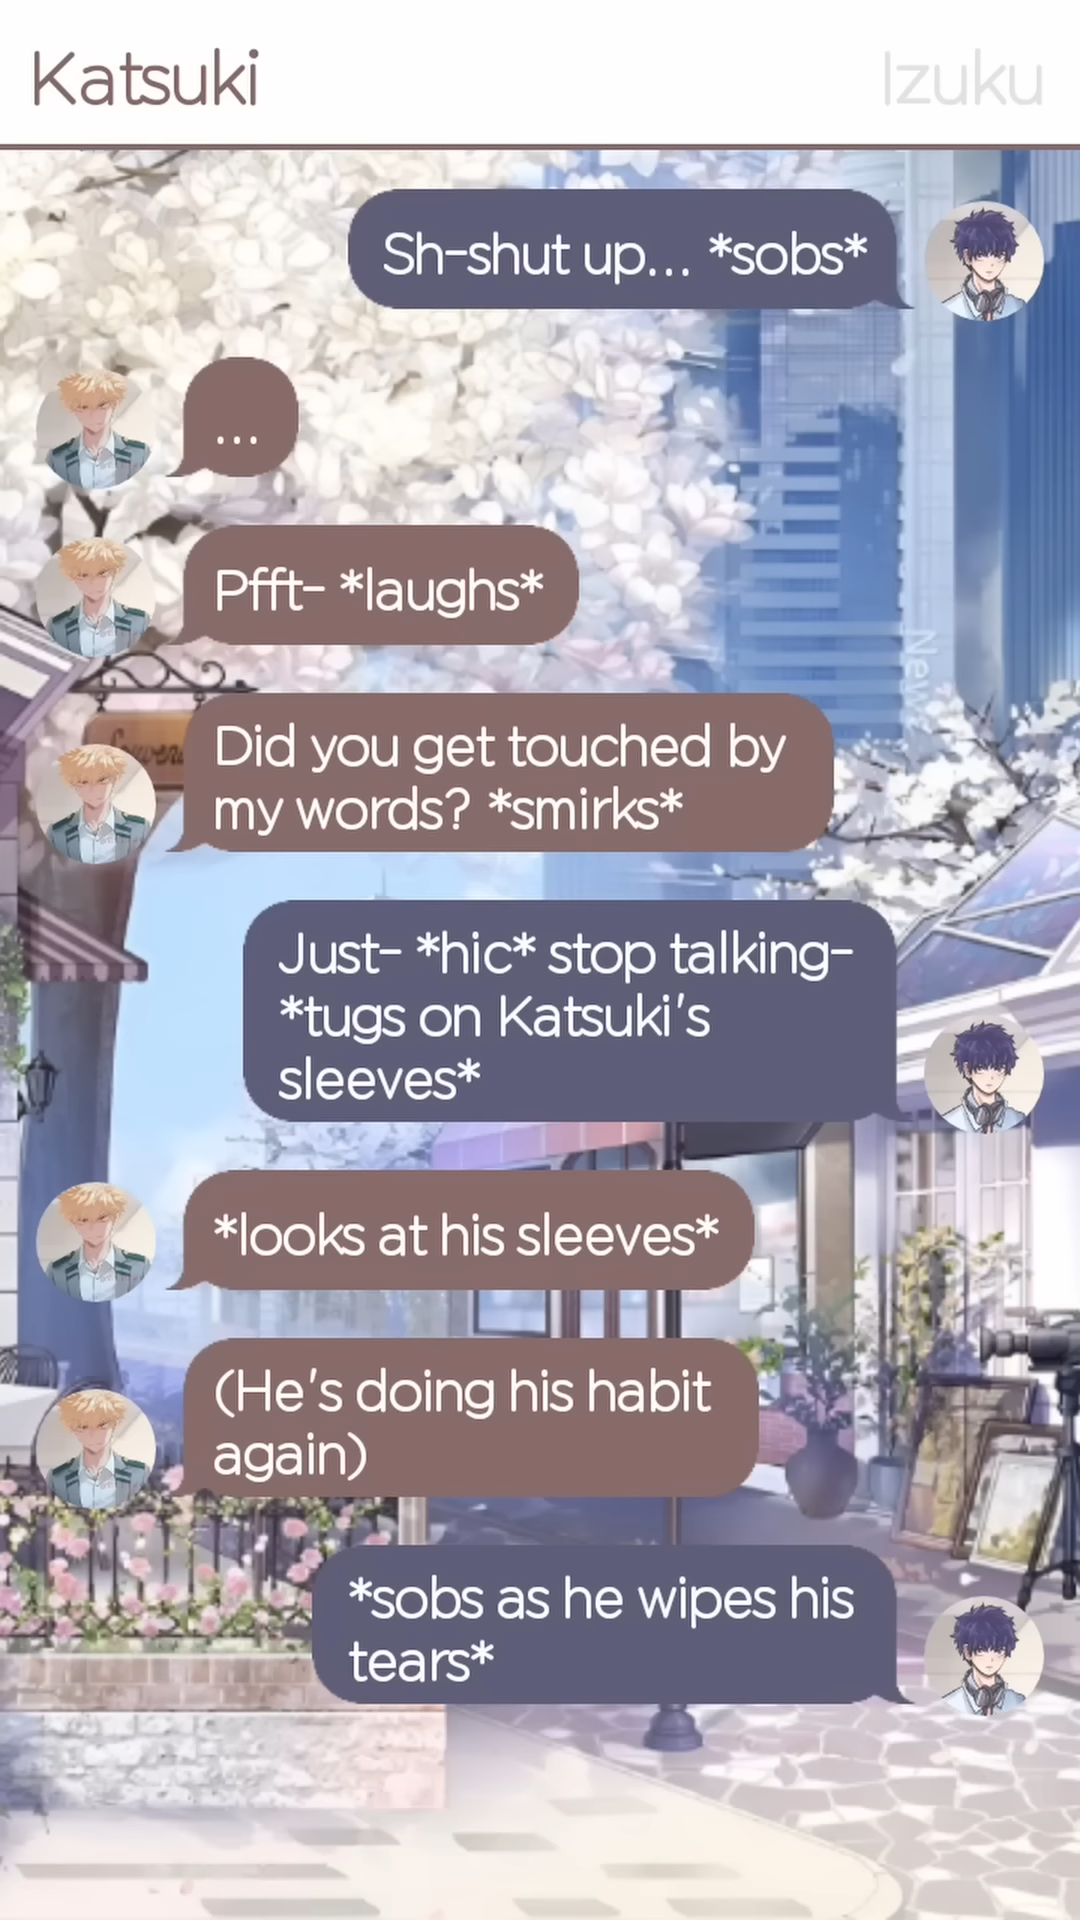 Katsuki
Izuku
Sh-shut up... *sobs*
...
Pfft- *laughs*
Did you get touched by
my words? *smirks*
Just- *hic* stop talking-
*tugs on Katsuki's
sleeves*
*looks at his sleeves*
(He's doing his habit
again)
*sobs as he wipes his
tears*